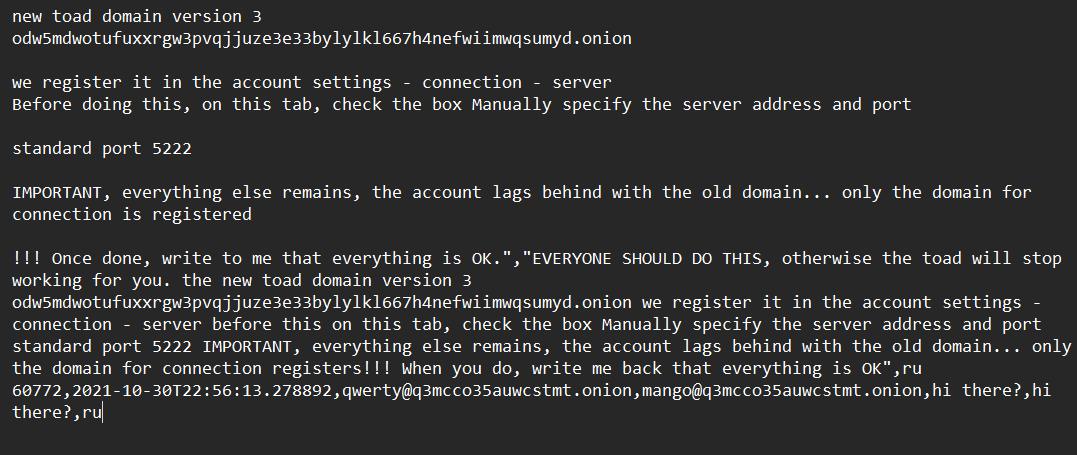 new toad domain version 3
odw5mdwotufuxxrgw3pvqjjuze3e33bylylkl667h4nefwiimwqsumyd.onion
we register it in the account settings - connection - server
Before doing this, on this tab, check the box Manually specify the server address and port
standard port 5222
IMPORTANT, everything else remains, the account lags behind with the old domain... only the domain for
connection is registered
!!! Once done, write to me that everything is OK.","EVERYONE SHOULD DO THIS, otherwise the toad will stop
working for you. the new toad domain version 3
odw5mdwotufuxxrgw3pvqjjuze3e33bylylkl667h4nefwiimwqsumyd.onion we register it in the account settings -
connection - server before this on this tab, check the box Manually specify the server address and port
standard port 5222 IMPORTANT, everything else remains, the account lags behind with the old domain... only
the domain for connection registers!!! When you do, write me back that everything is OK",ru
60772,2021-10-30T22:56:13.278892,qwerty@q3mcco35auwcstmt.onion,mango@q3mcco35auwcstmt.onion,hi there?,hi
there?,ru